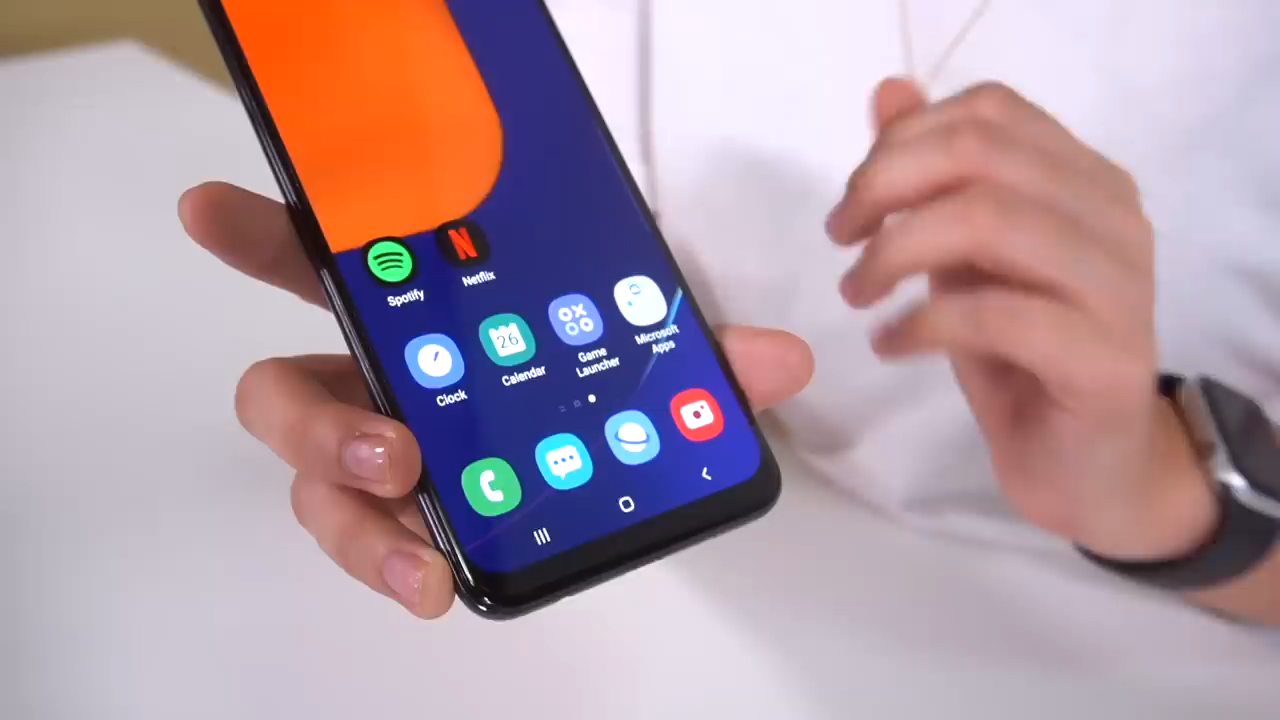 Spotify
Netflix
Clock
26
Calendar
Game
Launcher
Microsoft
Apps